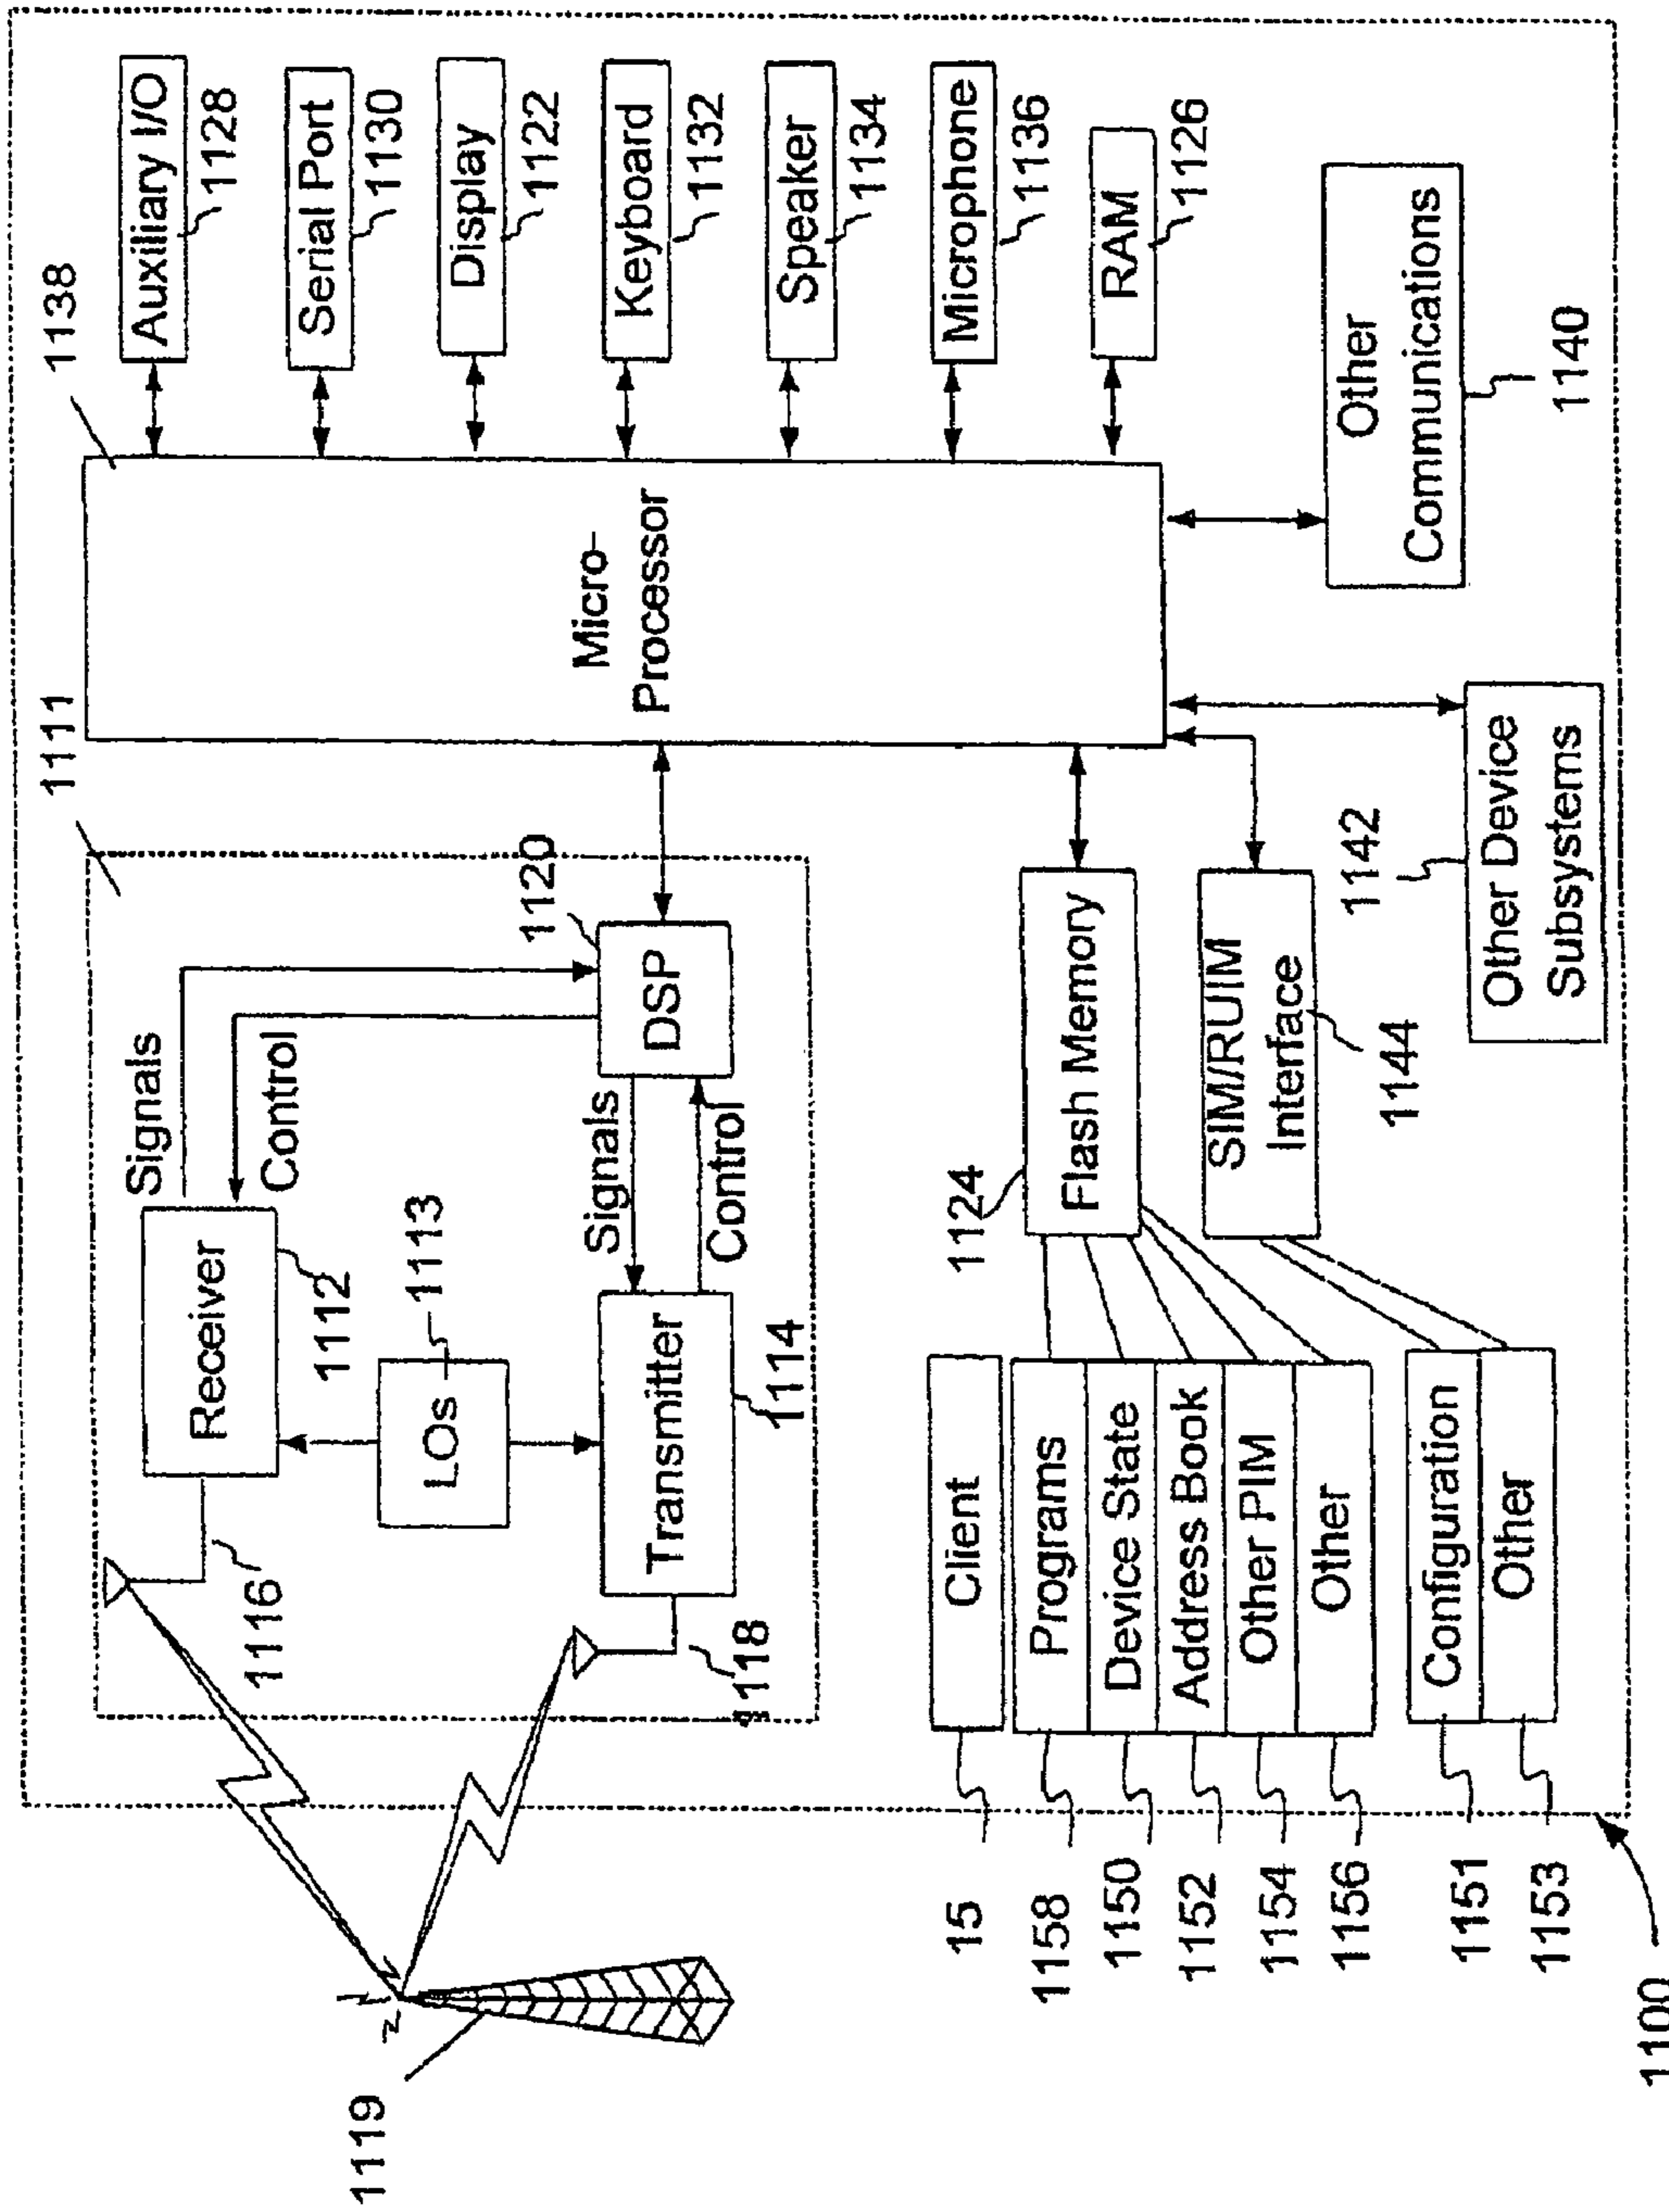 1138
1111
Auxiliary I/O
1128
Serial Port
1130
Display
1122
Keyboard
1132
Speaker
1134
Microphone
1136
RAM
1126
Micro-
Processor
Other
Communications
1140
Other Device
Subsystems
1142
Signals
Control
Receiver
1112
1116
LOs
1113
DSP
1120
Signals
Control
Transmitter
1114
1118
1119
Flash Memory
1124
SIM/RUIM
Interface
1144
Client
15
Programs
1158
Device State
1150
Address Book
1152
Other PIM
1154
Other
1156
Configuration
1151
Other
1153
1100